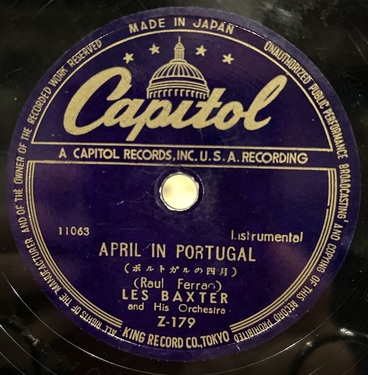 MADE IN JAPAN
Capitol
A CAPITOL RECORDS, INC. U. S. A. RECORDING
11063
Instrumental
APRIL IN PORTUGAL
(ポルトガルの四月)
(Raul Ferrao)
LES BAXTER
and His Orchestra
Z-179
KING RECORD CO., TOKYO
ALL RIGHTS OF THE MANUFACTURER AND OF THE OWNER OF THE RECORDED WORK RESERVED
UNAUTHORIZED PUBLIC PERFORMANCE BROADCASTING AND COPYING OF THIS RECORD PROHIBITED